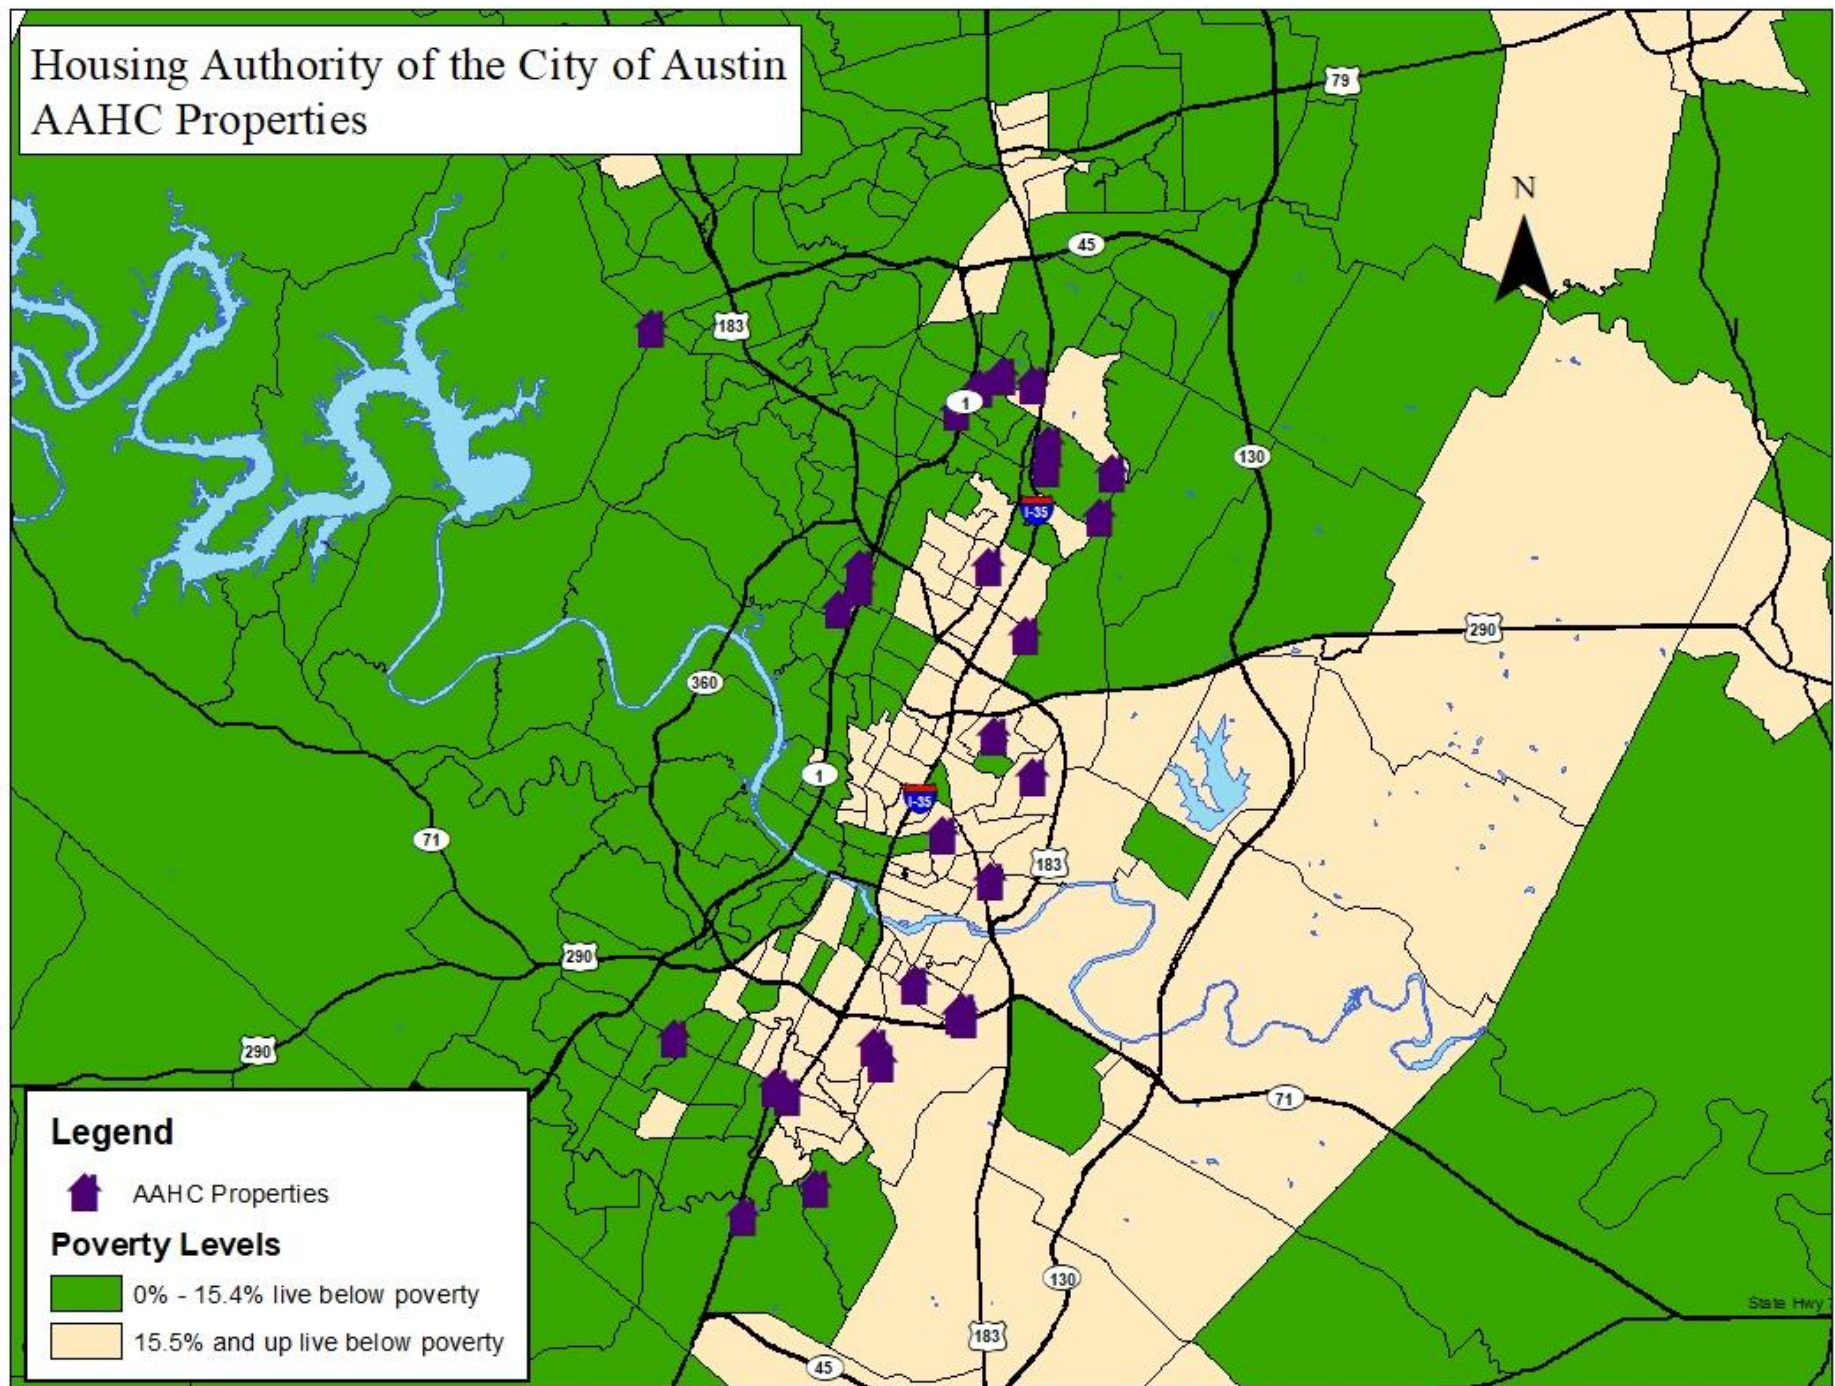 Housing Authority of the City of Austin
AAHC Properties
79
N
45
183
1
130
I-35
290
360
1
I-35
71
183
290
290
71
130
183
45
State Hwy
Legend
AAHC Properties
Poverty Levels
0% - 15.4% live below poverty
15.5% and up live below poverty